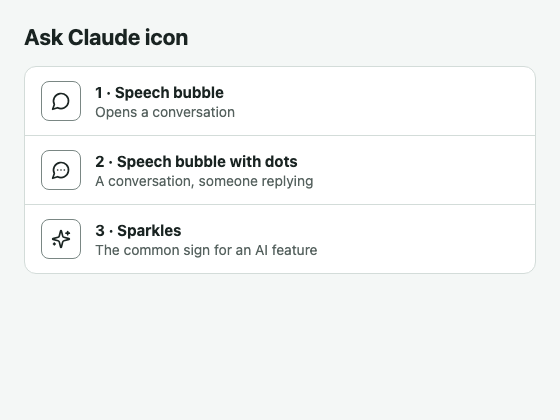 Ask Claude icon
1 · Speech bubble
Opens a conversation
2 · Speech bubble with dots
A conversation, someone replying
3 · Sparkles
The common sign for an AI feature